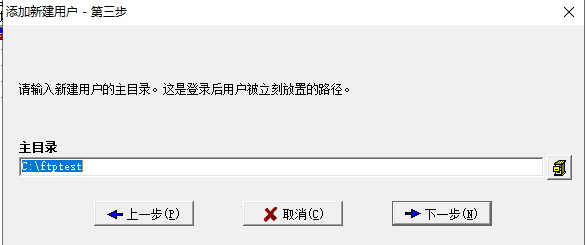 添加新建用户 - 第三步
请输入新建用户的主目录。这是登录后用户被立刻放置的路径。
主目录
C:\ftptest
上一步(P)
取消(C)
下一步(N)